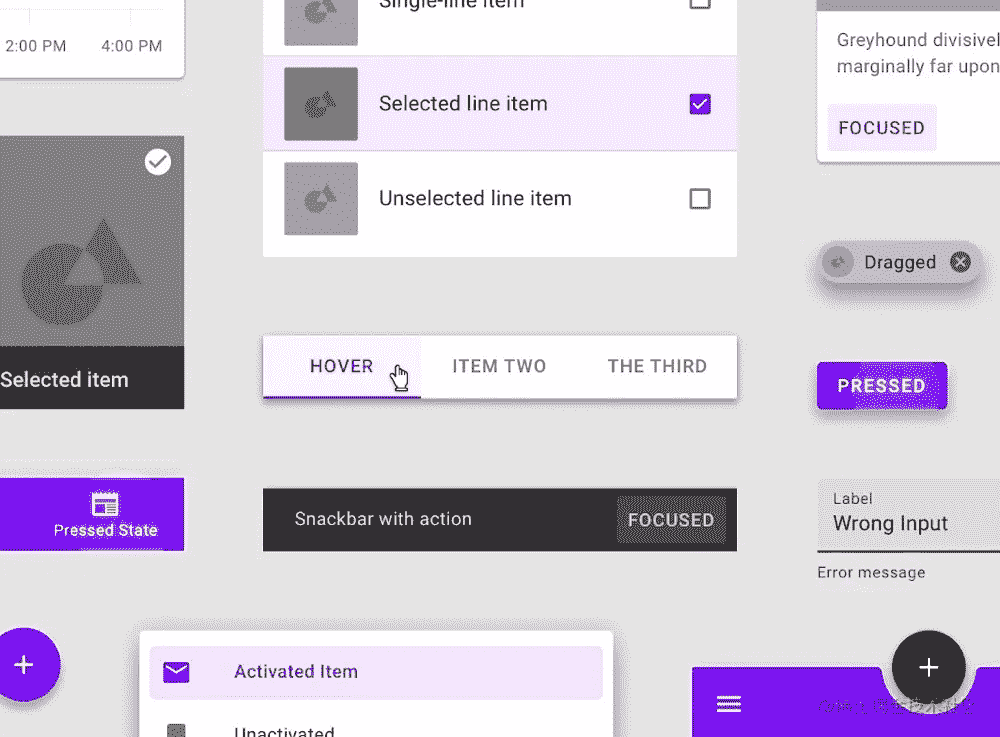 2:00 PM
4:00 PM
Single-line item
Selected line item
Unselected line item
Greyhound divisivel
marginally far upon
FOCUSED
Dragged
Selected item
HOVER
ITEM TWO
THE THIRD
PRESSED
Pressed State
Snackbar with action
FOCUSED
Label
Wrong Input
Error message
Activated Item
Unactivated